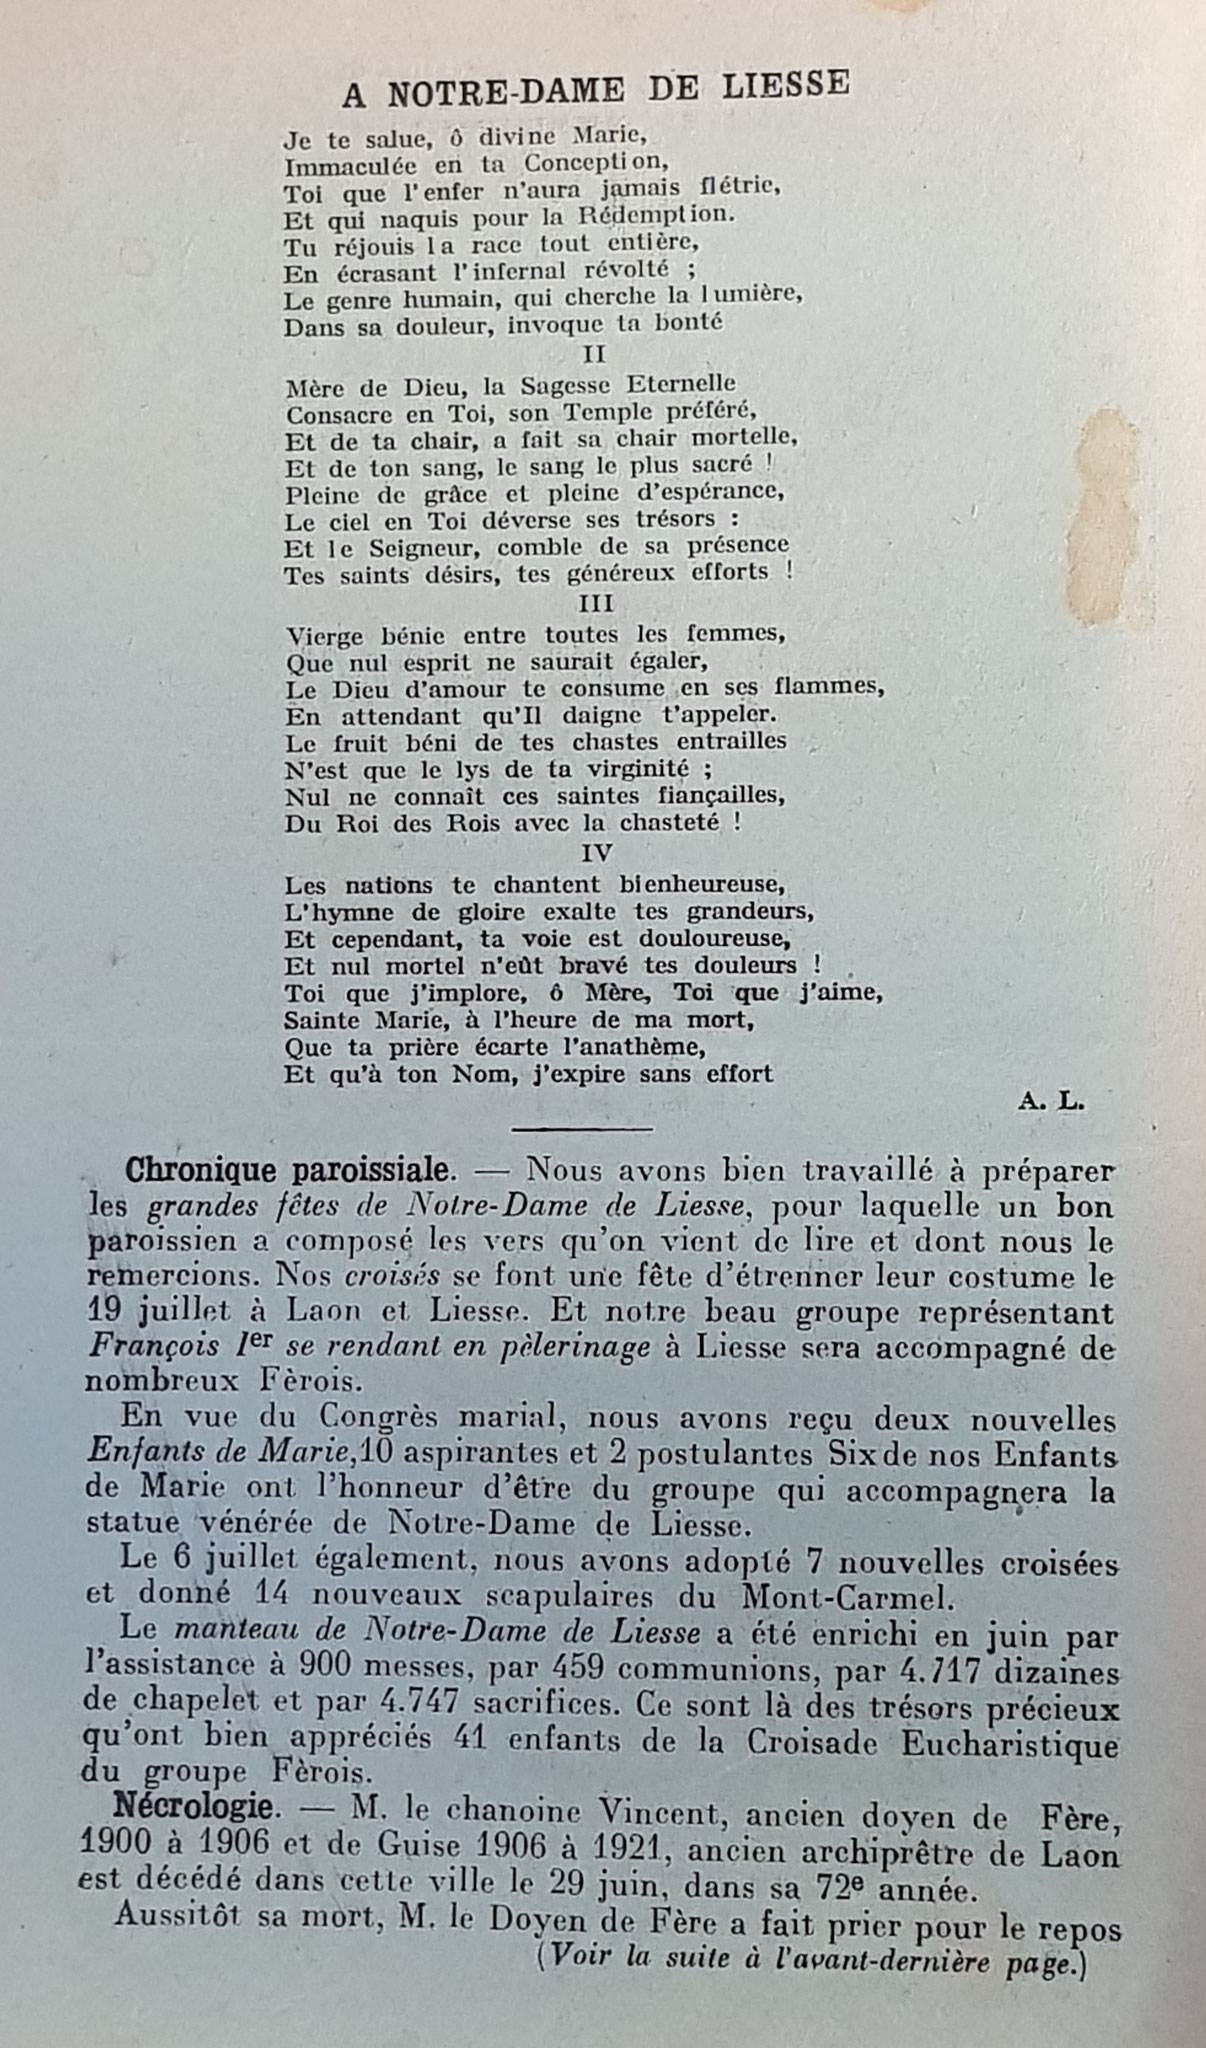 A NOTRE-DAME DE LIESSE
Je te salue, ô divine Marie,
Immaculée en ta Conception,
Toi que l'enfer n'aura jamais flétrie,
Et qui naquis pour la Rédemption.
Tu réjouis la race tout entière,
En écrasant l'infernal révolté ;
Le genre humain, qui cherche la lumière,
Dans sa douleur, invoque ta bonté
II
Mère de Dieu, la Sagesse Eternelle
Consacre en Toi, son Temple préféré,
Et de ta chair, a fait sa chair mortelle,
Et de ton sang, le sang le plus sacré !
Pleine de grâce et pleine d'espérance,
Le ciel en Toi déverse ses trésors :
Et le Seigneur, comble de sa présence
Tes saints désirs, tes généreux efforts !
III
Vierge bénie entre toutes les femmes,
Que nul esprit ne saurait égaler,
Le Dieu d'amour te consume en ses flammes,
En attendant qu'Il daigne t'appeler.
Le fruit béni de tes chastes entrailles
N'est que le lys de ta virginité ;
Nul ne connaît ces saintes fiançailles,
Du Roi des Rois avec la chasteté !
IV
Les nations te chantent bienheureuse,
L'hymne de gloire exalte tes grandeurs,
Et cependant, ta voie est douloureuse,
Et nul mortel n'eût bravé tes douleurs !
Toi que j'implore, ô Mère, Toi que j'aime,
Sainte Marie, à l'heure de ma mort,
Que ta prière écarte l'anathème,
Et qu'à ton Nom, j'expire sans effort
A. L.
Chronique paroissiale. — Nous avons bien travaillé à préparer
les grandes fêtes de Notre-Dame de Liesse, pour laquelle un bon
paroissien a composé les vers qu'on vient de lire et dont nous le
remercions. Nos croisés se font une fête d'étrenner leur costume le
19 juillet à Laon et Liesse. Et notre beau groupe représentant
François Ier se rendant en pèlerinage à Liesse sera accompagné de
nombreux Fèrois.
En vue du Congrès marial, nous avons reçu deux nouvelles
Enfants de Marie, 10 aspirantes et 2 postulantes Six de nos Enfants
de Marie ont l'honneur d'être du groupe qui accompagnera la
statue vénérée de Notre-Dame de Liesse.
Le 6 juillet également, nous avons adopté 7 nouvelles croisées
et donné 14 nouveaux scapulaires du Mont-Carmel.
Le manteau de Notre-Dame de Liesse a été enrichi en juin par
l'assistance à 900 messes, par 459 communions, par 4.717 dizaines
de chapelet et par 4.747 sacrifices. Ce sont là des trésors précieux
qu'ont bien appréciés 41 enfants de la Croisade Eucharistique
du groupe Fèrois.
Nécrologie. — M. le chanoine Vincent, ancien doyen de Fère,
1900 à 1906 et de Guise 1906 à 1921, ancien archiprêtre de Laon
est décédé dans cette ville le 29 juin, dans sa 72e année.
Aussitôt sa mort, M. le Doyen de Fère a fait prier pour le repos
(Voir la suite à l'avant-dernière page.)